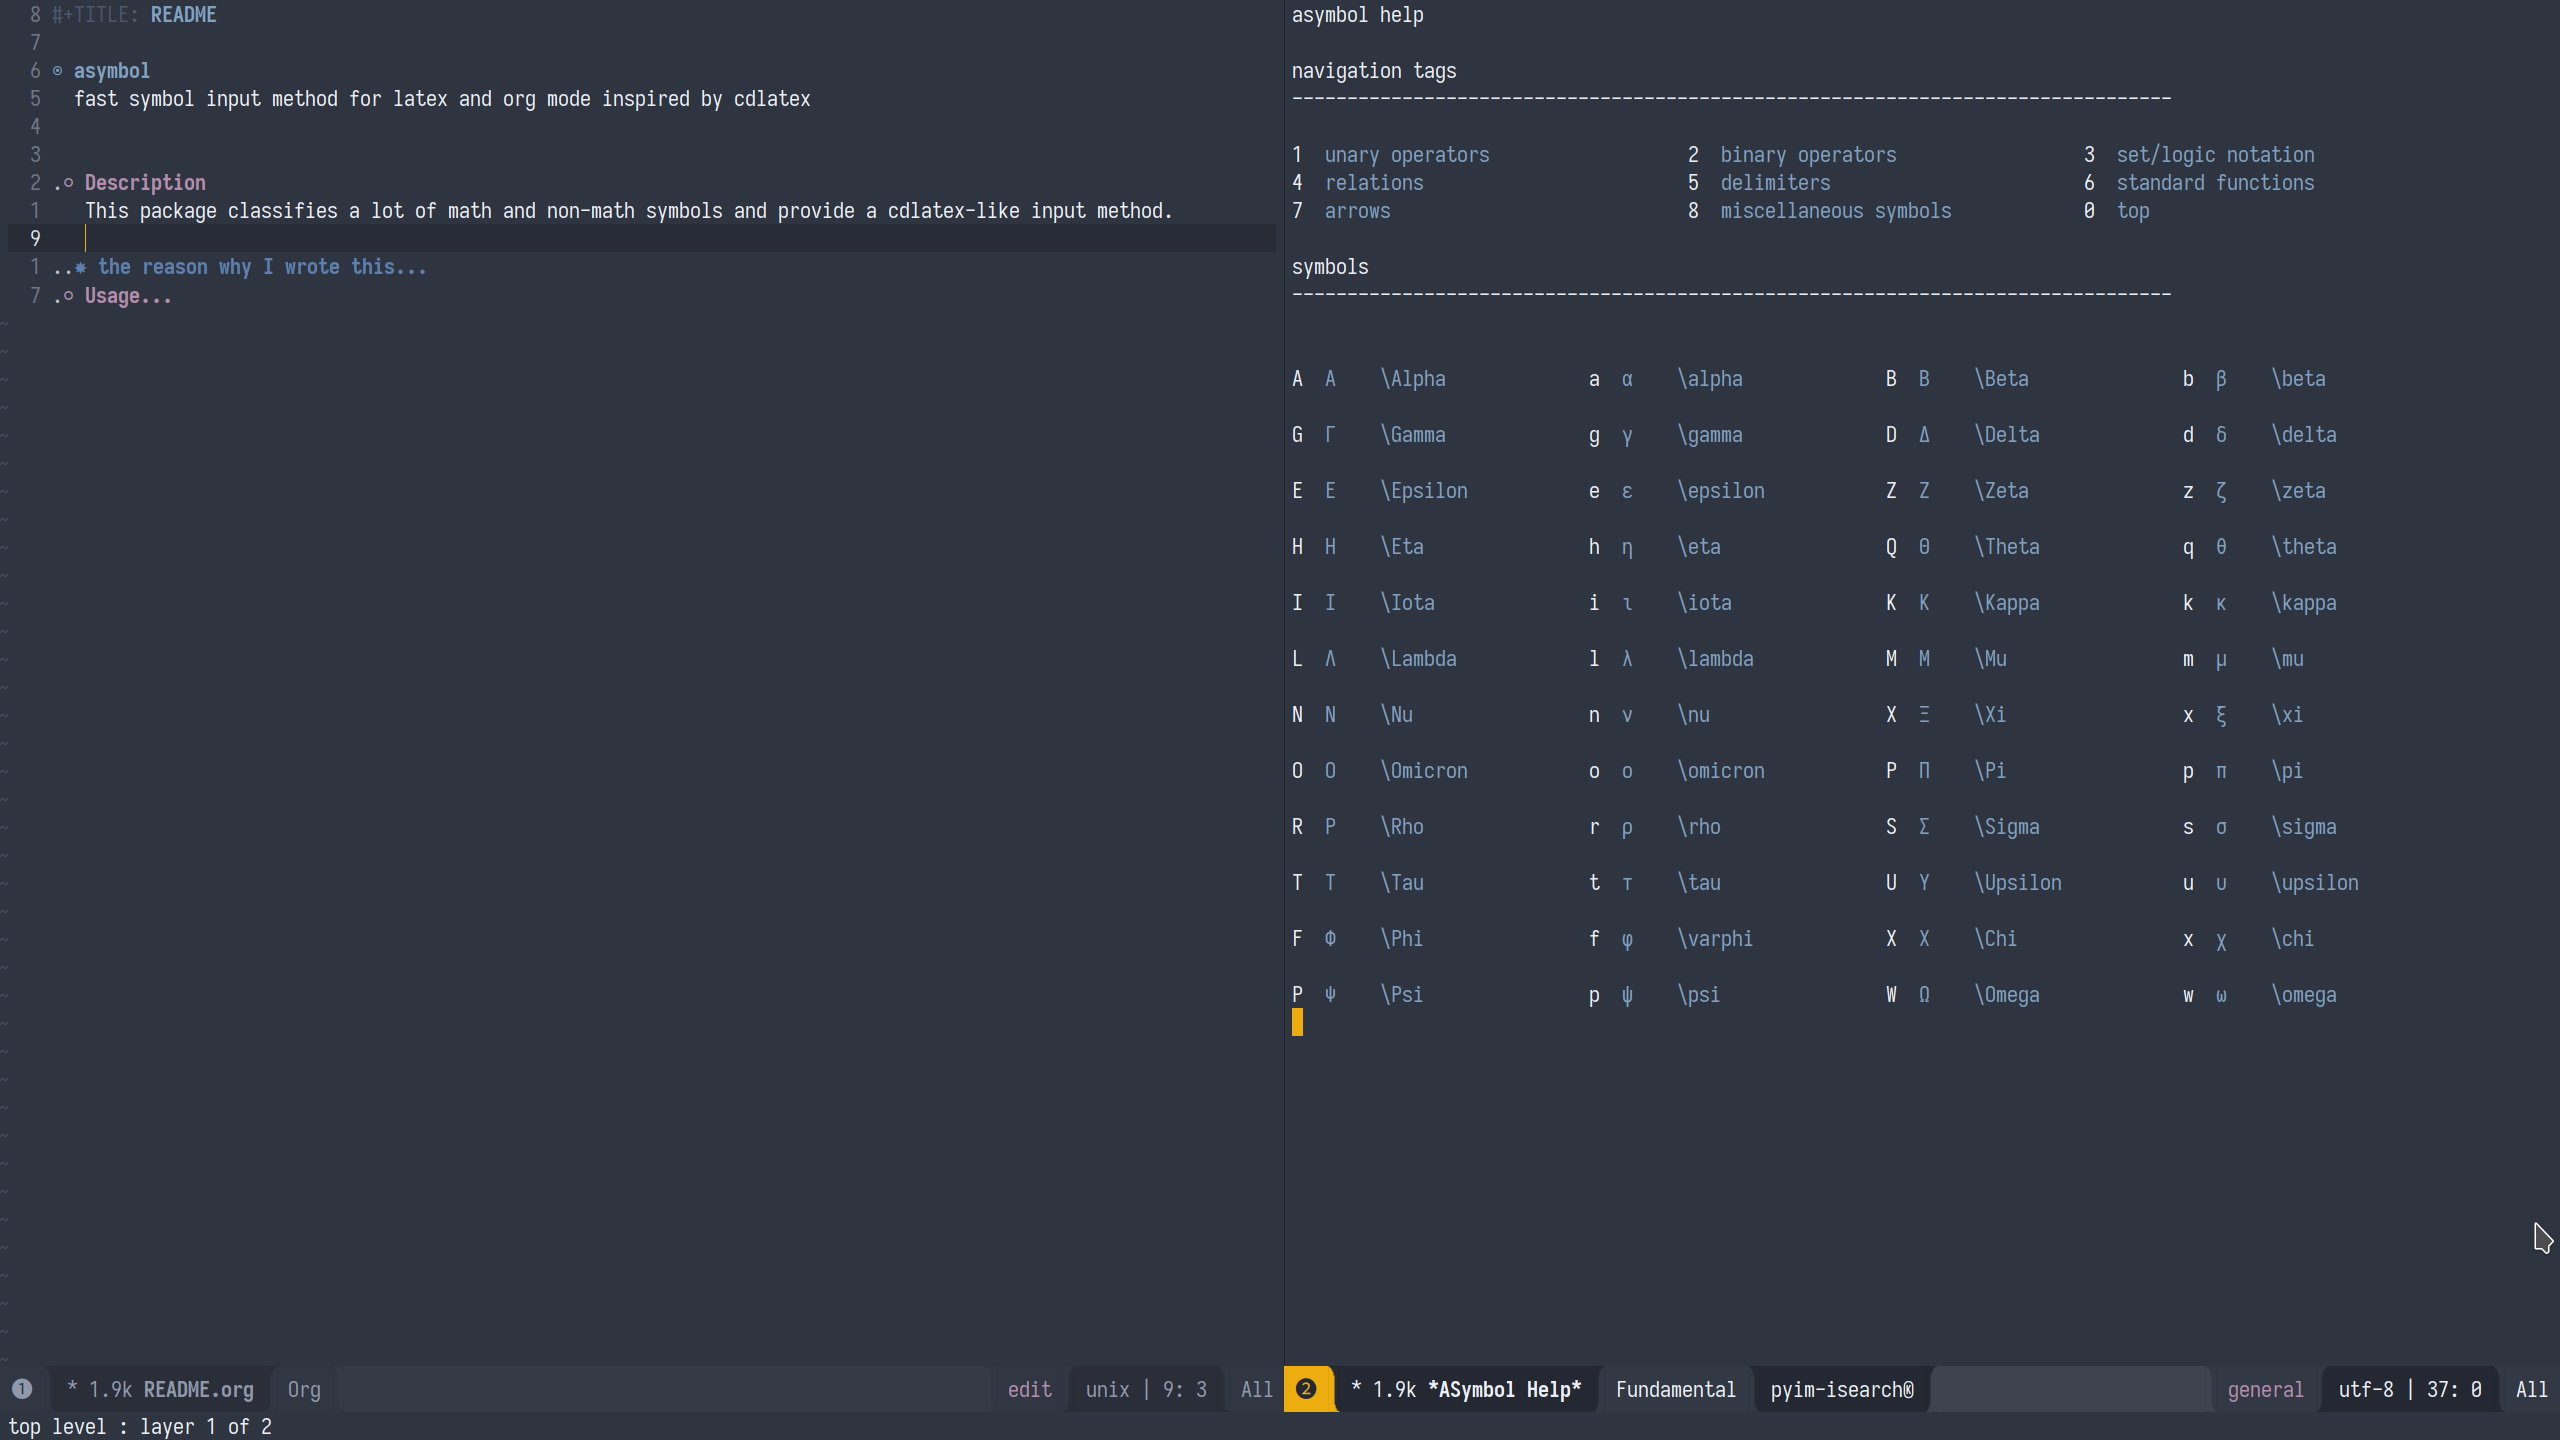 8 #+TITLE: README
7
6 ⊙ asymbol
5 fast symbol input method for latex and org mode inspired by cdlatex
4
3
2 .○ Description
1 This package classifies a lot of math and non-math symbols and provide a cdlatex-like input method.
9
1 ..✸ the reason why I wrote this...
7 .○ Usage...
❶ * 1.9k README.org Org edit unix | 9: 3 All
asymbol help
navigation tags
--------------------------------------------------------------------------------
1 unary operators 2 binary operators 3 set/logic notation
4 relations 5 delimiters 6 standard functions
7 arrows 8 miscellaneous symbols 0 top
symbols
--------------------------------------------------------------------------------
A Α \Alpha a α \alpha B Β \Beta b β \beta
G Γ \Gamma g γ \gamma D Δ \Delta d δ \delta
E Ε \Epsilon e ε \epsilon Z Ζ \Zeta z ζ \zeta
H Η \Eta h η \eta Q Θ \Theta q θ \theta
I Ι \Iota i ι \iota K Κ \Kappa k κ \kappa
L Λ \Lambda l λ \lambda M Μ \Mu m μ \mu
N Ν \Nu n ν \nu X Ξ \Xi x ξ \xi
O Ο \Omicron o ο \omicron P Π \Pi p π \pi
R Ρ \Rho r ρ \rho S Σ \Sigma s σ \sigma
T Τ \Tau t τ \tau U Υ \Upsilon u υ \upsilon
F Φ \Phi f φ \varphi X Χ \Chi x χ \chi
P Ψ \Psi p ψ \psi W Ω \Omega w ω \omega
❷ * 1.9k *ASymbol Help* Fundamental pyim-isearch® general utf-8 | 37: 0 All
top level : layer 1 of 2